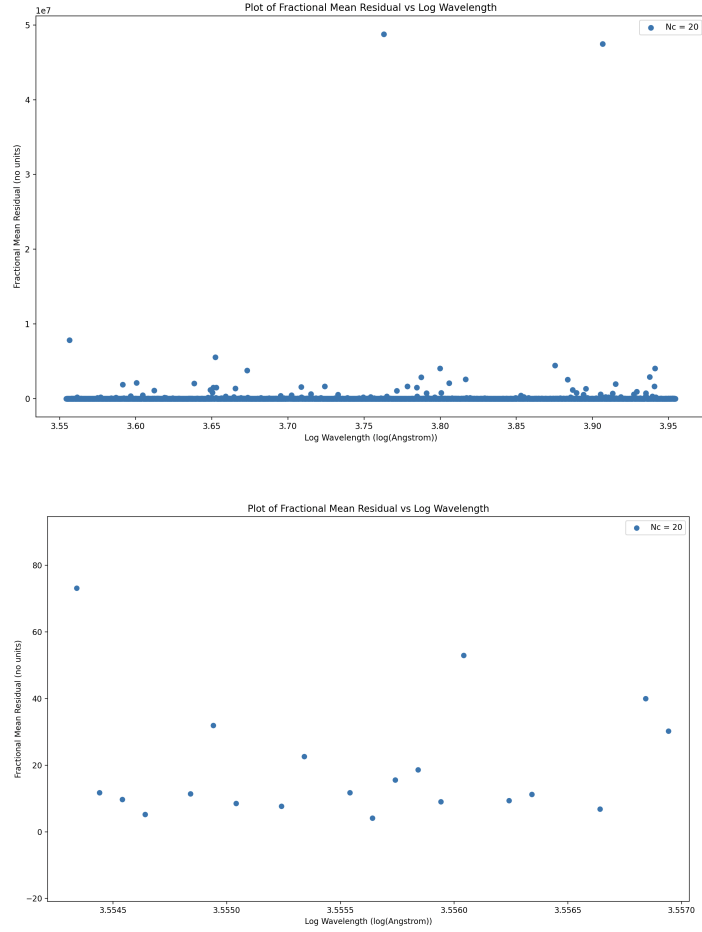 Plot of Fractional Mean Residual vs Log Wavelength
1e7
Nc = 20
5
4
3
2
1
0
Fractional Mean Residual (no units)
3.55 3.60 3.65 3.70 3.75 3.80 3.85 3.90 3.95
Log Wavelength (log(Angstrom))
Plot of Fractional Mean Residual vs Log Wavelength
Nc = 20
80
60
40
20
0
−20
Fractional Mean Residual (no units)
3.5545 3.5550 3.5555 3.5560 3.5565 3.5570
Log Wavelength (log(Angstrom))